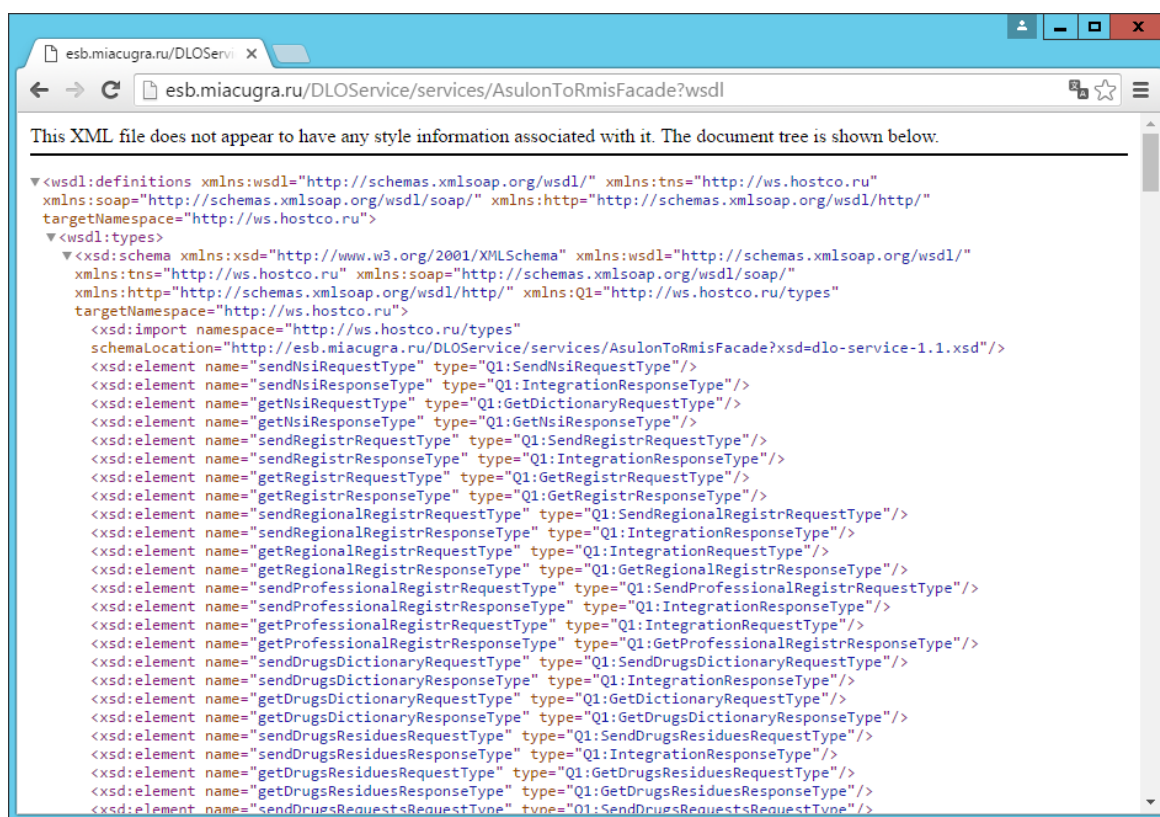 esb.miacugra.ru/DLOServi
esb.miacugra.ru/DLOService/services/AsulonToRmisFacade?wsdl
This XML file does not appear to have any style information associated with it. The document tree is shown below.
▼<wsdl:definitions xmlns:wsdl="http://schemas.xmlsoap.org/wsdl/" xmlns:tns="http://ws.hostco.ru"
xmlns:soap="http://schemas.xmlsoap.org/wsdl/soap/" xmlns:http="http://schemas.xmlsoap.org/wsdl/http/"
targetNamespace="http://ws.hostco.ru">
▼<wsdl:types>
▼<xsd:schema xmlns:xsd="http://www.w3.org/2001/XMLSchema" xmlns:wsdl="http://schemas.xmlsoap.org/wsdl/"
xmlns:tns="http://ws.hostco.ru" xmlns:soap="http://schemas.xmlsoap.org/wsdl/soap/"
xmlns:http="http://schemas.xmlsoap.org/wsdl/http/" xmlns:Q1="http://ws.hostco.ru/types"
targetNamespace="http://ws.hostco.ru">
<xsd:import namespace="http://ws.hostco.ru/types"
schemaLocation="http://esb.miacugra.ru/DLOService/services/AsulonToRmisFacade?xsd=dlo-service-1.1.xsd"/>
<xsd:element name="sendNsiRequestType" type="Q1:SendNsiRequestType"/>
<xsd:element name="sendNsiResponseType" type="Q1:IntegrationResponseType"/>
<xsd:element name="getNsiRequestType" type="Q1:GetDictionaryRequestType"/>
<xsd:element name="getNsiResponseType" type="Q1:GetNsiResponseType"/>
<xsd:element name="sendRegistrRequestType" type="Q1:SendRegistrRequestType"/>
<xsd:element name="sendRegistrResponseType" type="Q1:IntegrationResponseType"/>
<xsd:element name="getRegistrRequestType" type="Q1:GetRegistrRequestType"/>
<xsd:element name="getRegistrResponseType" type="Q1:GetRegistrResponseType"/>
<xsd:element name="sendRegionalRegistrRequestType" type="Q1:SendRegionalRegistrRequestType"/>
<xsd:element name="sendRegionalRegistrResponseType" type="Q1:IntegrationResponseType"/>
<xsd:element name="getRegionalRegistrRequestType" type="Q1:IntegrationRequestType"/>
<xsd:element name="getRegionalRegistrResponseType" type="Q1:GetRegionalRegistrResponseType"/>
<xsd:element name="sendProfessionalRegistrRequestType" type="Q1:SendProfessionalRegistrRequestType"/>
<xsd:element name="sendProfessionalRegistrResponseType" type="Q1:IntegrationResponseType"/>
<xsd:element name="getProfessionalRegistrRequestType" type="Q1:IntegrationRequestType"/>
<xsd:element name="getProfessionalRegistrResponseType" type="Q1:GetProfessionalRegistrResponseType"/>
<xsd:element name="sendDrugsDictionaryRequestType" type="Q1:SendDrugsDictionaryRequestType"/>
<xsd:element name="sendDrugsDictionaryResponseType" type="Q1:IntegrationResponseType"/>
<xsd:element name="getDrugsDictionaryRequestType" type="Q1:GetDictionaryRequestType"/>
<xsd:element name="getDrugsDictionaryResponseType" type="Q1:GetDrugsDictionaryResponseType"/>
<xsd:element name="sendDrugsResiduesRequestType" type="Q1:SendDrugsResiduesRequestType"/>
<xsd:element name="sendDrugsResiduesResponseType" type="Q1:IntegrationResponseType"/>
<xsd:element name="getDrugsResiduesRequestType" type="Q1:GetDrugsResiduesRequestType"/>
<xsd:element name="getDrugsResiduesResponseType" type="Q1:GetDrugsResiduesResponseType"/>
<xsd:element name="sendDrugsRequestsRequestType" type="Q1:SendDrugsRequestsRequestType"/>